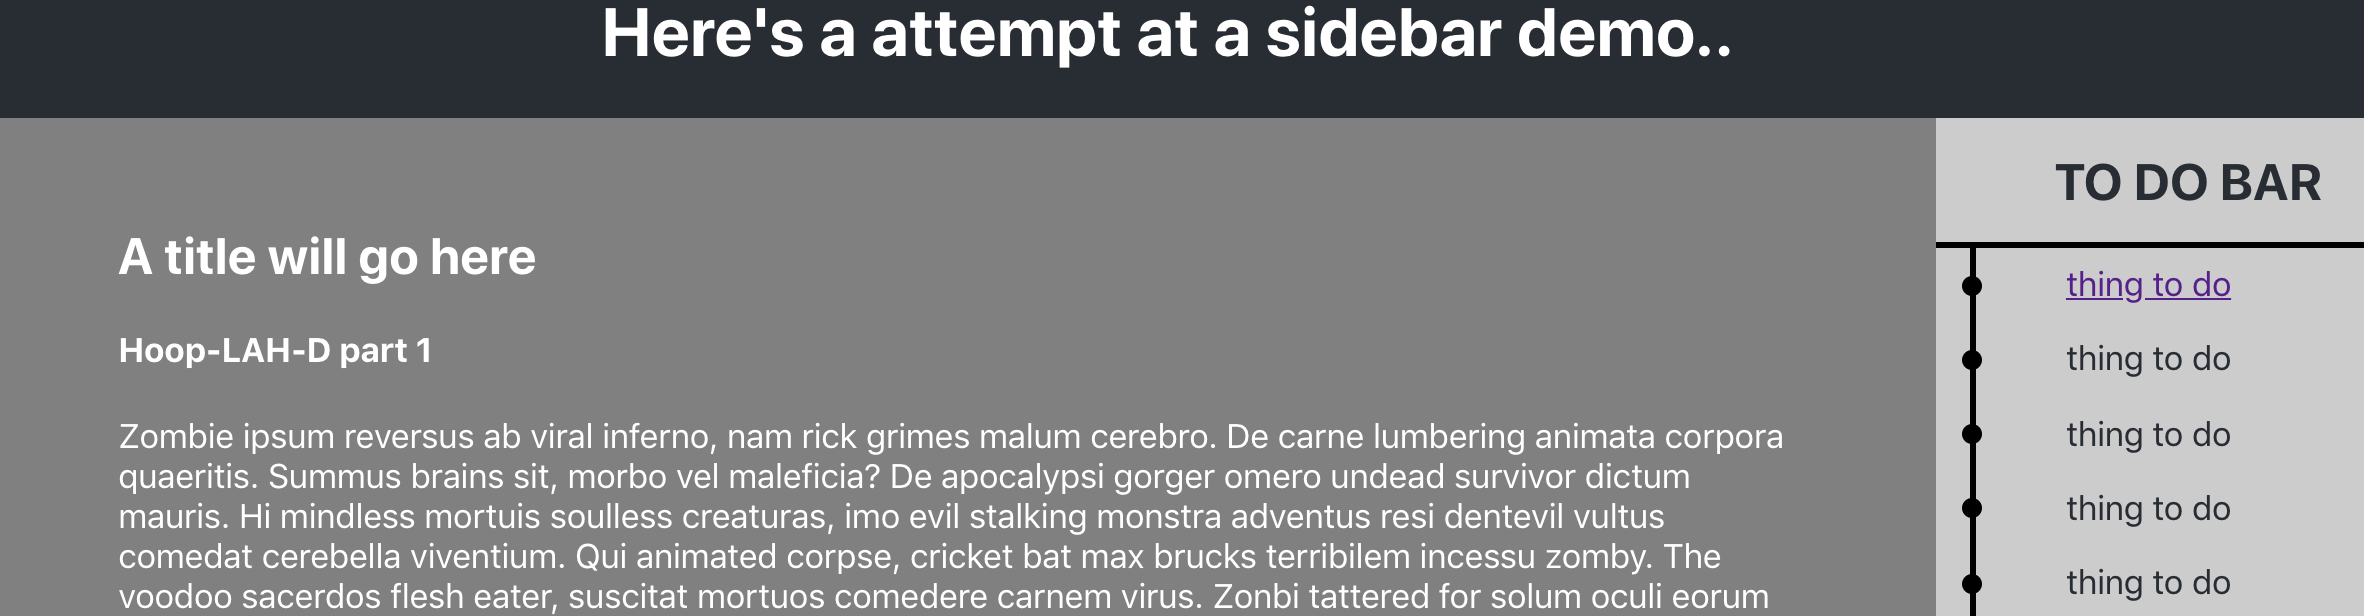 Here's a attempt at a sidebar demo..
A title will go here
Hoop-LAH-D part 1
Zombie ipsum reversus ab viral inferno, nam rick grimes malum cerebro. De carne lumbering animata corpora
quaeritis. Summus brains sit, morbo vel maleficia? De apocalypsi gorger omero undead survivor dictum
mauris. Hi mindless mortuis soulless creaturas, imo evil stalking monstra adventus resi dentevil vultus
comedat cerebella viventium. Qui animated corpse, cricket bat max brucks terribilem incessu zomby. The
voodoo sacerdos flesh eater, suscitat mortuos comedere carnem virus. Zonbi tattered for solum oculi eorum
TO DO BAR
thing to do
thing to do
thing to do
thing to do
thing to do